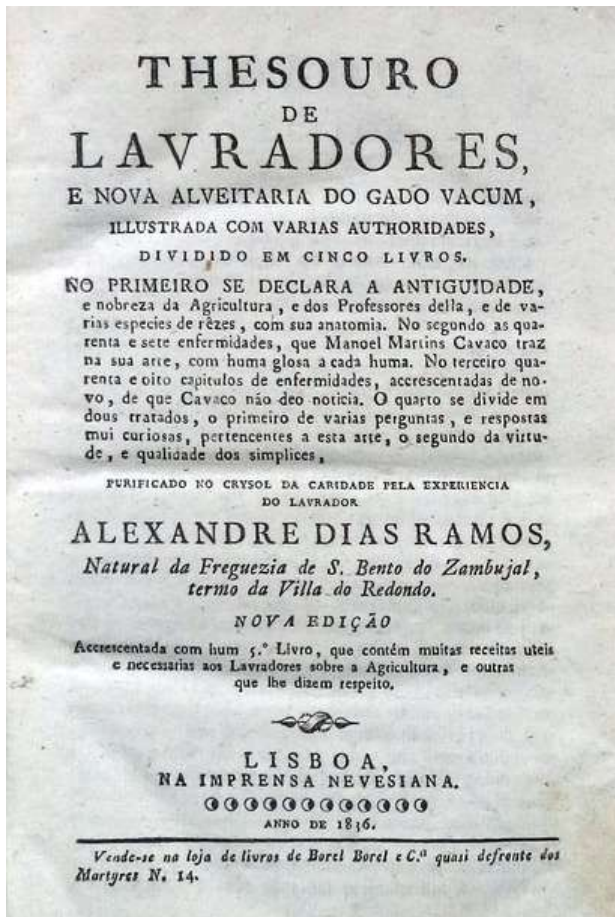 THESOURO
DE
LAVRADORES,
E NOVA ALVEITARIA DO GADO VACUM,
ILLUSTRADA COM VARIAS AUTHORIDADES,
DIVIDIDO EM CINCO LIVROS.
NO PRIMEIRO SE DECLARA A ANTIGUIDADE,
e nobreza da Agricultura, e dos Professores della, e de va-
rias especies de rêzes, com sua anatomia. No segundo as qua-
renta e sete enfermidades, que Manoel Martins Cavaco traz
na sua arte, com huma glosa a cada huma. No terceiro qua-
renta e oito capitulos de enfermidades, accrescentadas de no-
vo, de que Cavaco não deo noticia. O quarto se divide em
dous tratados, o primeiro de varias perguntas, e respostas
mui curiosas, pertencentes a esta arte, o segundo da virtu-
de, e qualidade dos simplices,
PURIFICADO NO CRYSOL DA CARIDADE PELA EXPERIENCIA
DO LAVRADOR
ALEXANDRE DIAS RAMOS,
Natural da Freguezia de S. Bento do Zambujal,
termo da Villa do Redondo.
NOVA EDIÇÃO
Accrescentada com hum 5.º Livro, que contém muitas receitas uteis
e necessarias aos Lavradores sobre a Agricultura, e outras
que lhe dizem respeito.
LISBOA,
NA IMPRENSA NEVESIANA.
ANNO DE 1836.
Vende-se na loja de livros de Borel Borel e C.ª quasi defronte dos
Martyres N. 14.